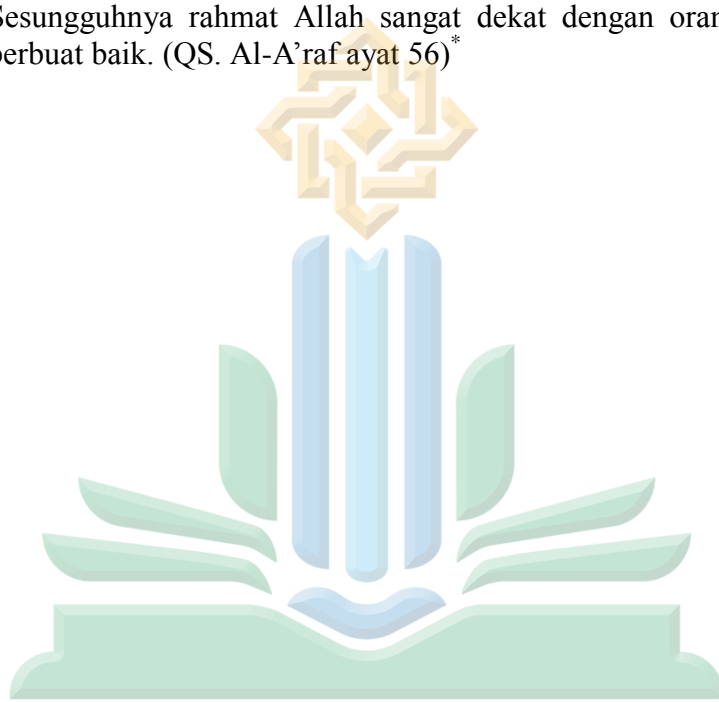 Sesungguhnya rahmat Allah sangat dekat dengan oran
berbuat baik. (QS. Al-A’raf ayat 56)*